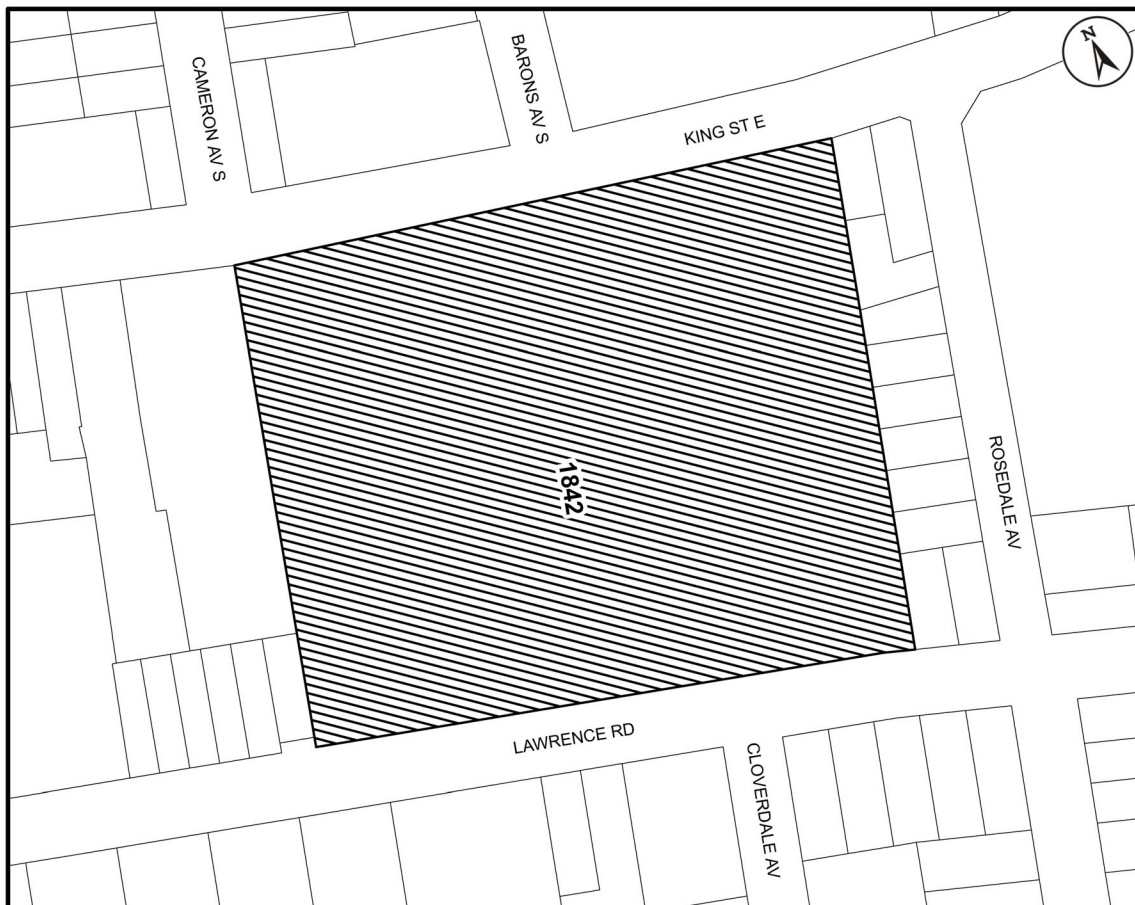 N
CAMERON AV S
BARONS AV S
KING ST E
1842
ROSEDALE AV
LAWRENCE RD
CLOVERDALE AV